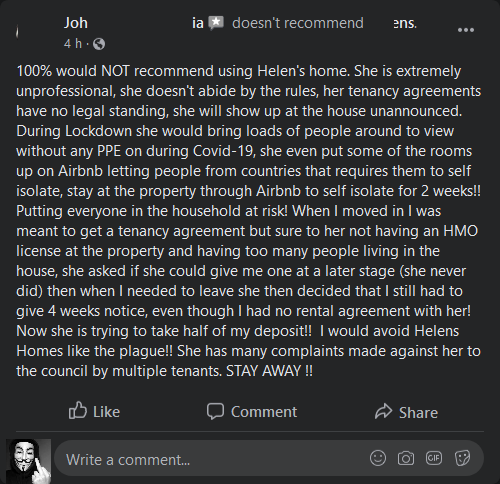 Joh ia doesn't recommend ens.
4 h ·
100% would NOT recommend using Helen's home. She is extremely
unprofessional, she doesn't abide by the rules, her tenancy agreements
have no legal standing, she will show up at the house unannounced.
During Lockdown she would bring loads of people around to view
without any PPE on during Covid-19, she even put some of the rooms
up on Airbnb letting people from countries that requires them to self
isolate, stay at the property through Airbnb to self isolate for 2 weeks!!
Putting everyone in the household at risk! When I moved in I was
meant to get a tenancy agreement but sure to her not having an HMO
license at the property and having too many people living in the
house, she asked if she could give me one at a later stage (she never
did) then when I needed to leave she then decided that I still had to
give 4 weeks notice, even though I had no rental agreement with her!
Now she is trying to take half of my deposit!! I would avoid Helens
Homes like the plague!! She has many complaints made against her to
the council by multiple tenants. STAY AWAY !!
Like Comment Share
Write a comment...
GIF